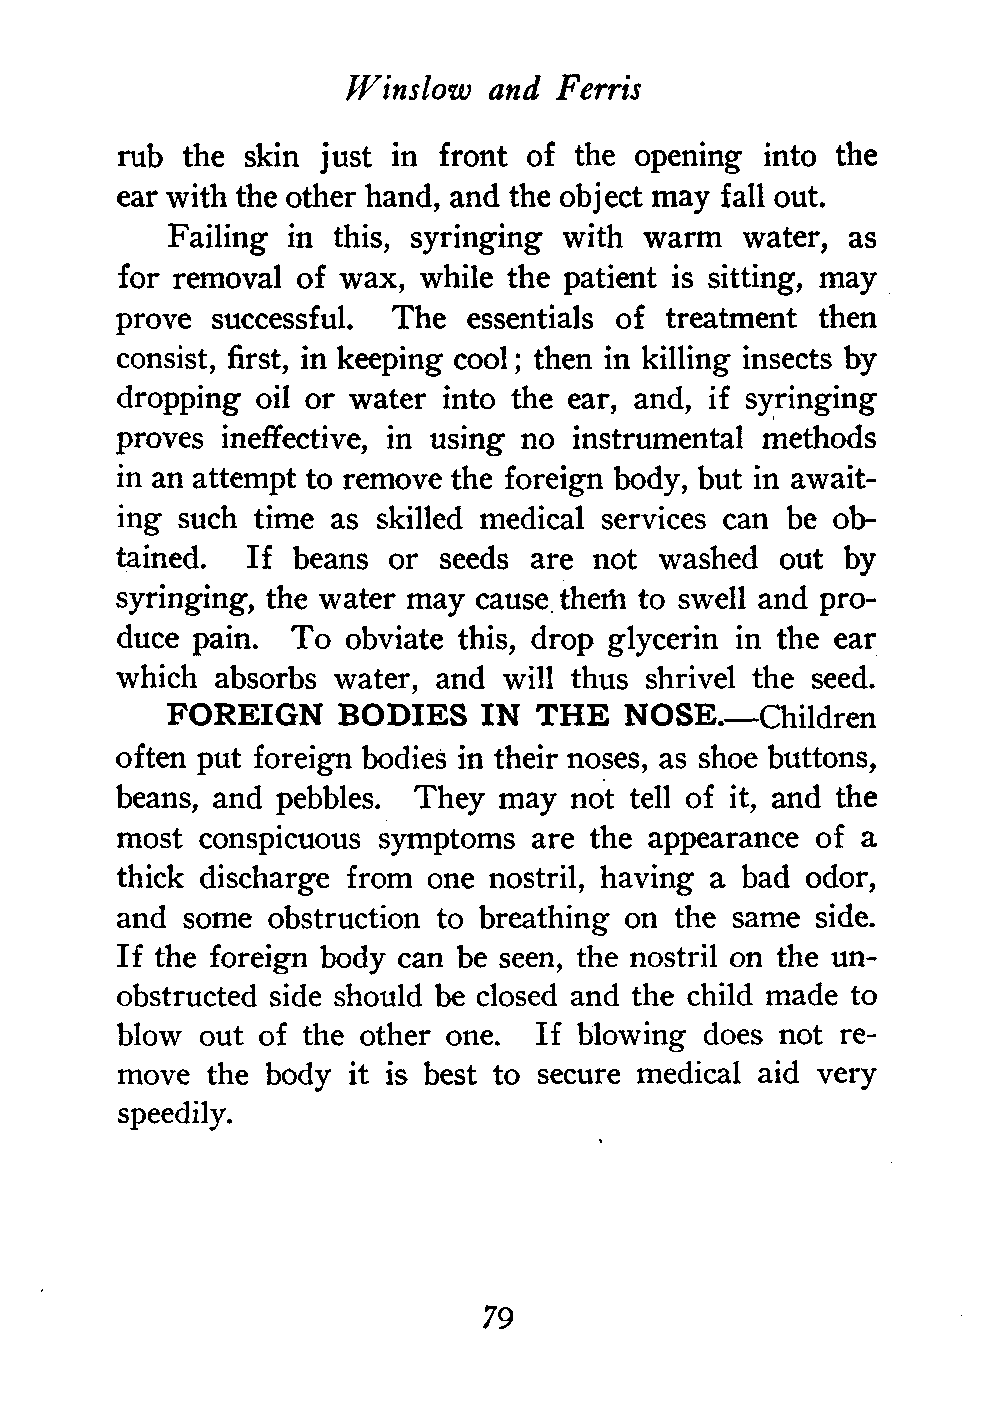 Winslow and Ferris
rub the skin just in front of the opening into the
ear with the other hand, and the object may fall out.
Failing in this, syringing with warm water, as
for removal of wax, while the patient is sitting, may
prove successful. The essentials of treatment then
consist, first, in keeping cool; then in killing insects by
dropping oil or water into the ear, and, if syringing
proves ineffective, in using no instrumental methods
in an attempt to remove the foreign body, but in await-
ing such time as skilled medical services can be ob-
tained. If beans or seeds are not washed out by
syringing, the water may cause them to swell and pro-
duce pain. To obviate this, drop glycerin in the ear
which absorbs water, and will thus shrivel the seed.
FOREIGN BODIES IN THE NOSE.—Children
often put foreign bodies in their noses, as shoe buttons,
beans, and pebbles. They may not tell of it, and the
most conspicuous symptoms are the appearance of a
thick discharge from one nostril, having a bad odor,
and some obstruction to breathing on the same side.
If the foreign body can be seen, the nostril on the un-
obstructed side should be closed and the child made to
blow out of the other one. If blowing does not re-
move the body it is best to secure medical aid very
speedily.
79